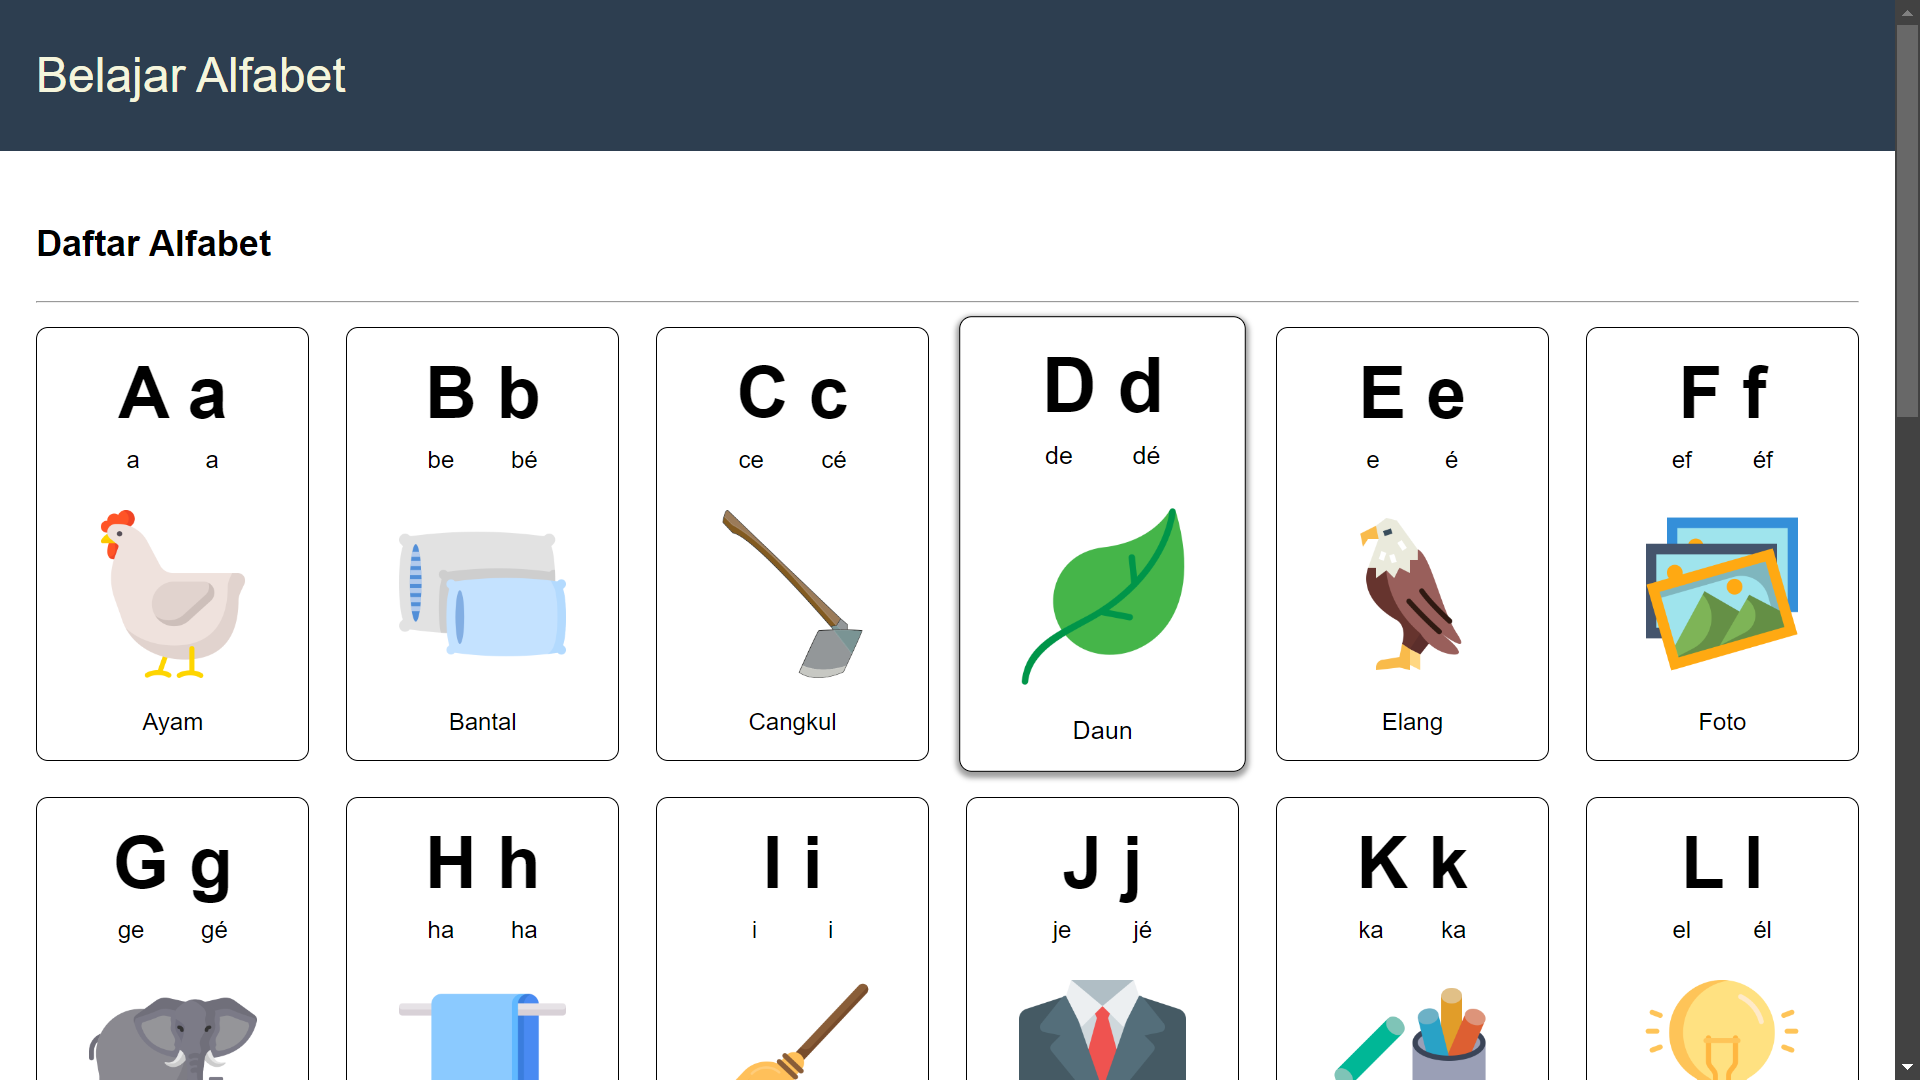 Belajar Alfabet
Daftar Alfabet
A a
a a
Ayam
B b
be bé
Bantal
C c
ce cé
Cangkul
D d
de dé
Daun
E e
e é
Elang
F f
ef éf
Foto
G g
ge gé
H h
ha ha
I i
i i
J j
je jé
K k
ka ka
L l
el él